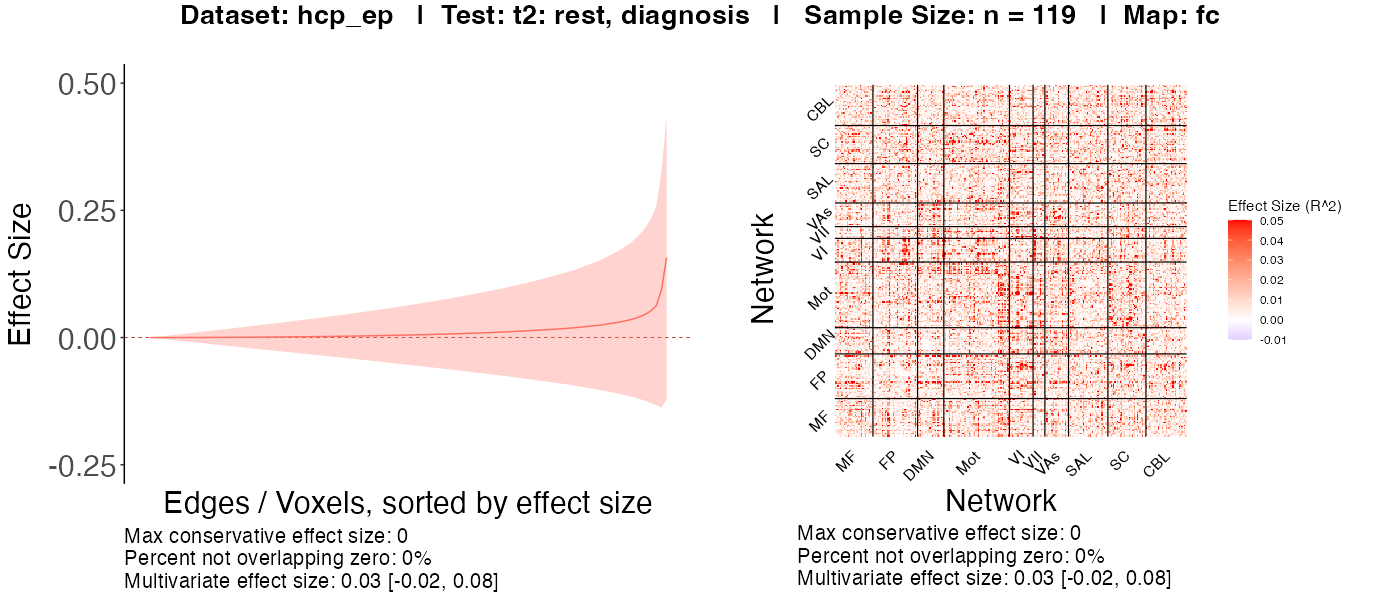 Dataset: hcp_ep | Test: t2: rest, diagnosis | Sample Size: n = 119 | Map: fc
0.50
0.25
0.00
-0.25
Effect Size
Edges / Voxels, sorted by effect size
Max conservative effect size: 0
Percent not overlapping zero: 0%
Multivariate effect size: 0.03 [-0.02, 0.08]
Network
CBL
SC
SAL
VAs
VII
VI
Mot
DMN
FP
MF
MF
FP
DMN
Mot
VI
VII
VAs
SAL
SC
CBL
Network
Max conservative effect size: 0
Percent not overlapping zero: 0%
Multivariate effect size: 0.03 [-0.02, 0.08]
Effect Size (R^2)
0.05
0.04
0.03
0.02
0.01
0.00
-0.01